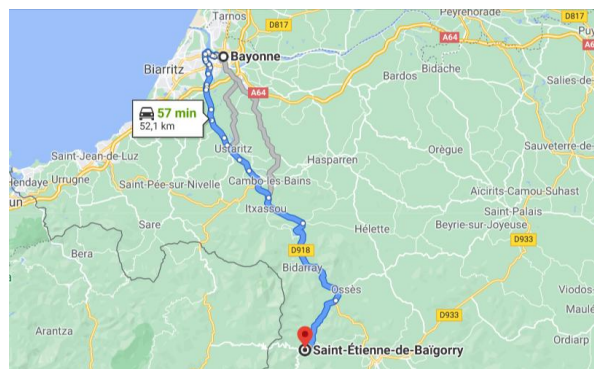 Tarnos
D817
Peyrehorade
D817
A64
Puy
Bayonne
Biarritz
Bidache
Bardos
Salies-de-
A64
57 min
52,1 km
Saint-Jean-de-Luz
Ustaritz
Hasparren
Orègue
Sauveterre-de-
Hendaye
Urrugne
Saint-Pée-sur-Nivelle
Cambo-les-Bains
Aïcirits-Camou-Suhast
un
Itxassou
Saint-Palais
Sare
Hélette
Beyrie-sur-Joyeuse
D933
Bera
D918
Bidarray
Ossès
Viodos-
Arantza
D933
Maulé
Ordiarp
Saint-Étienne-de-Baïgorry